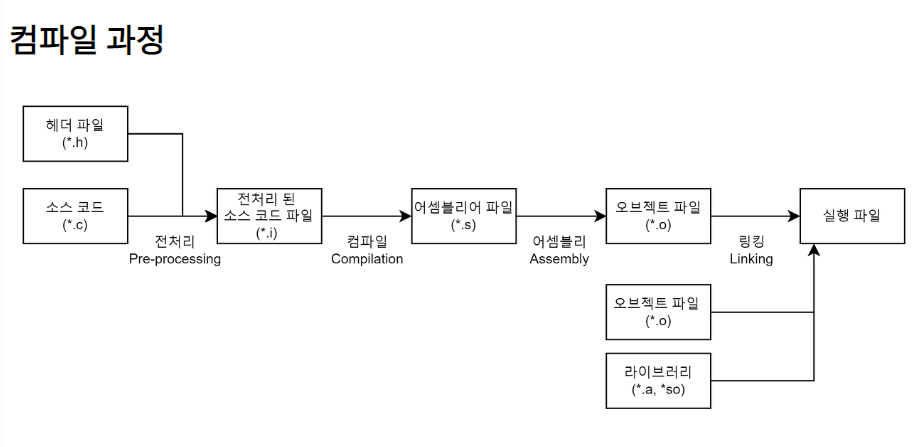 컴파일 과정
헤더 파일
(*.h)
소스 코드
(*.c)
전처리
Pre-processing
전처리 된
소스 코드 파일
(*.i)
컴파일
Compilation
어셈블리어 파일
(*.s)
어셈블리
Assembly
오브젝트 파일
(*.o)
링킹
Linking
실행 파일
오브젝트 파일
(*.o)
라이브러리
(*.a, *so)